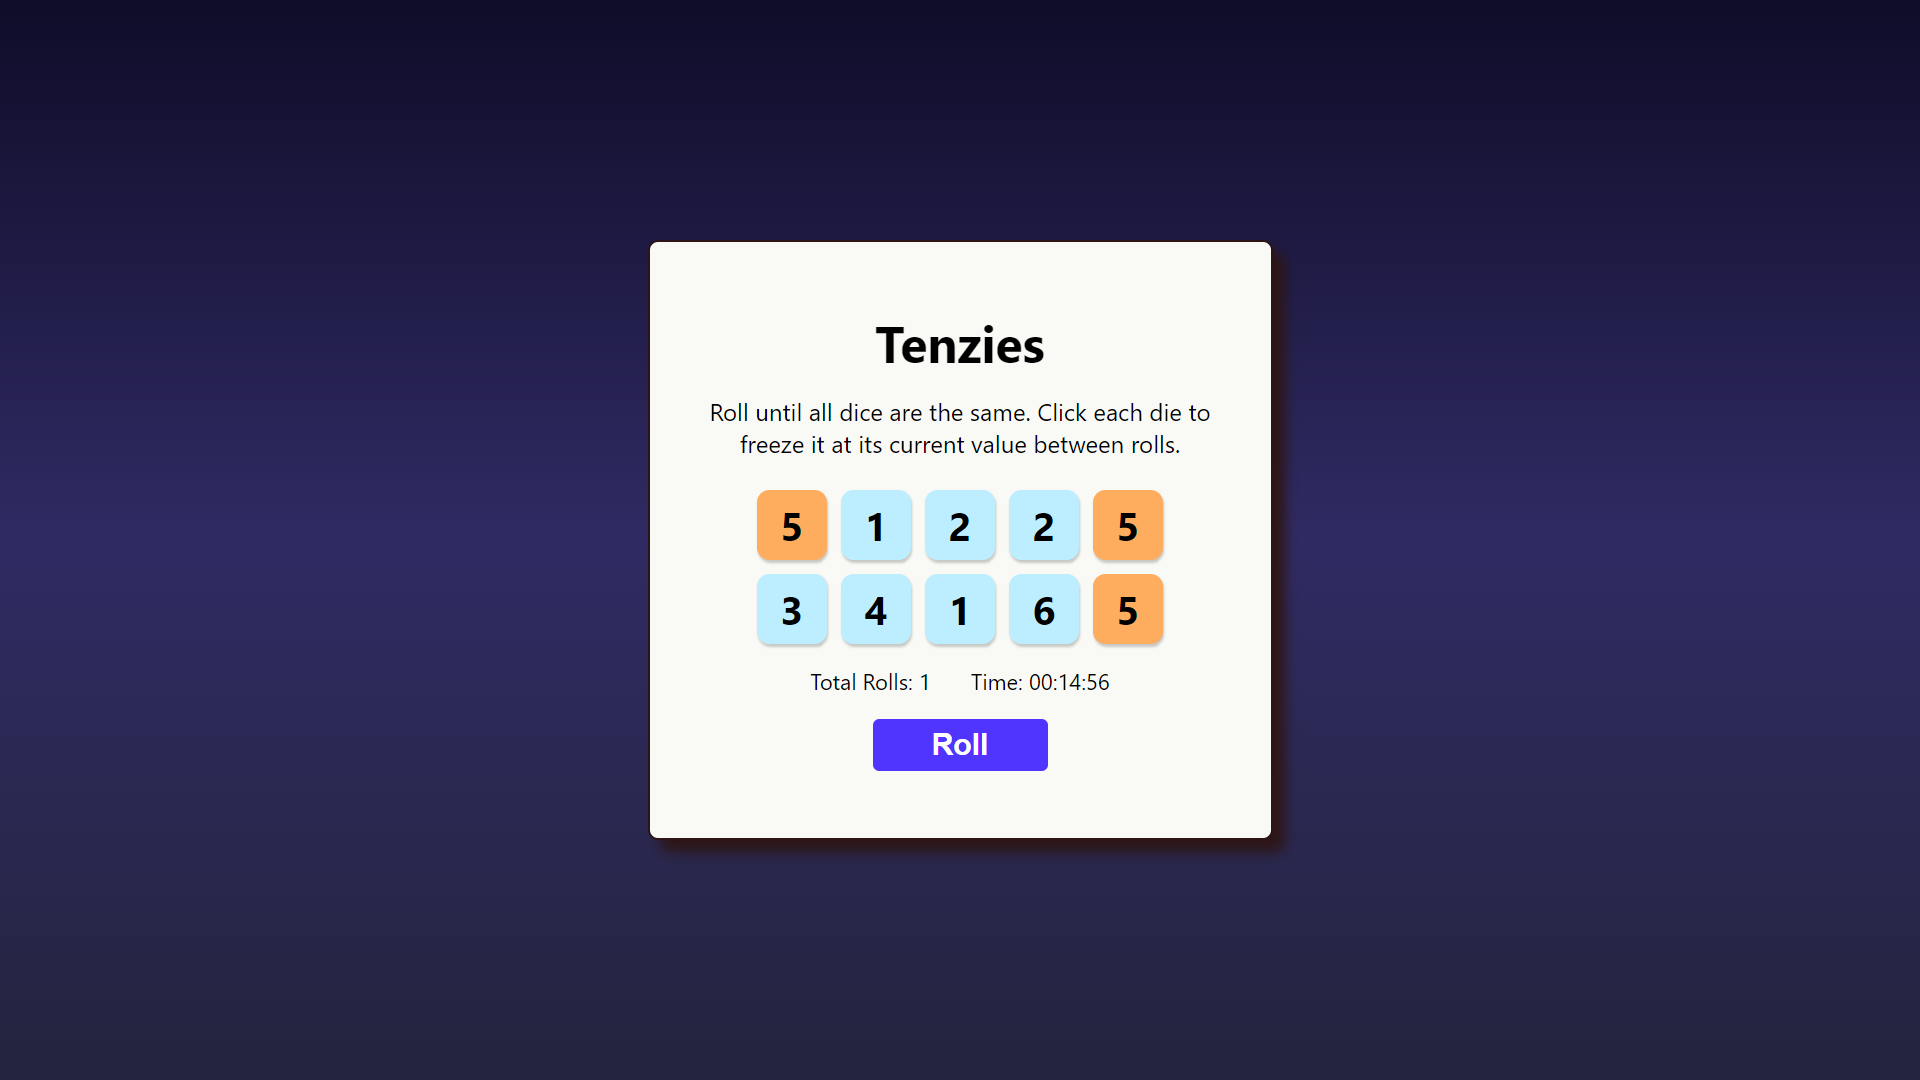 Tenzies
Roll until all dice are the same. Click each die to
freeze it at its current value between rolls.
5 1 2 2 5
3 4 1 6 5
Total Rolls: 1 Time: 00:14:56
Roll